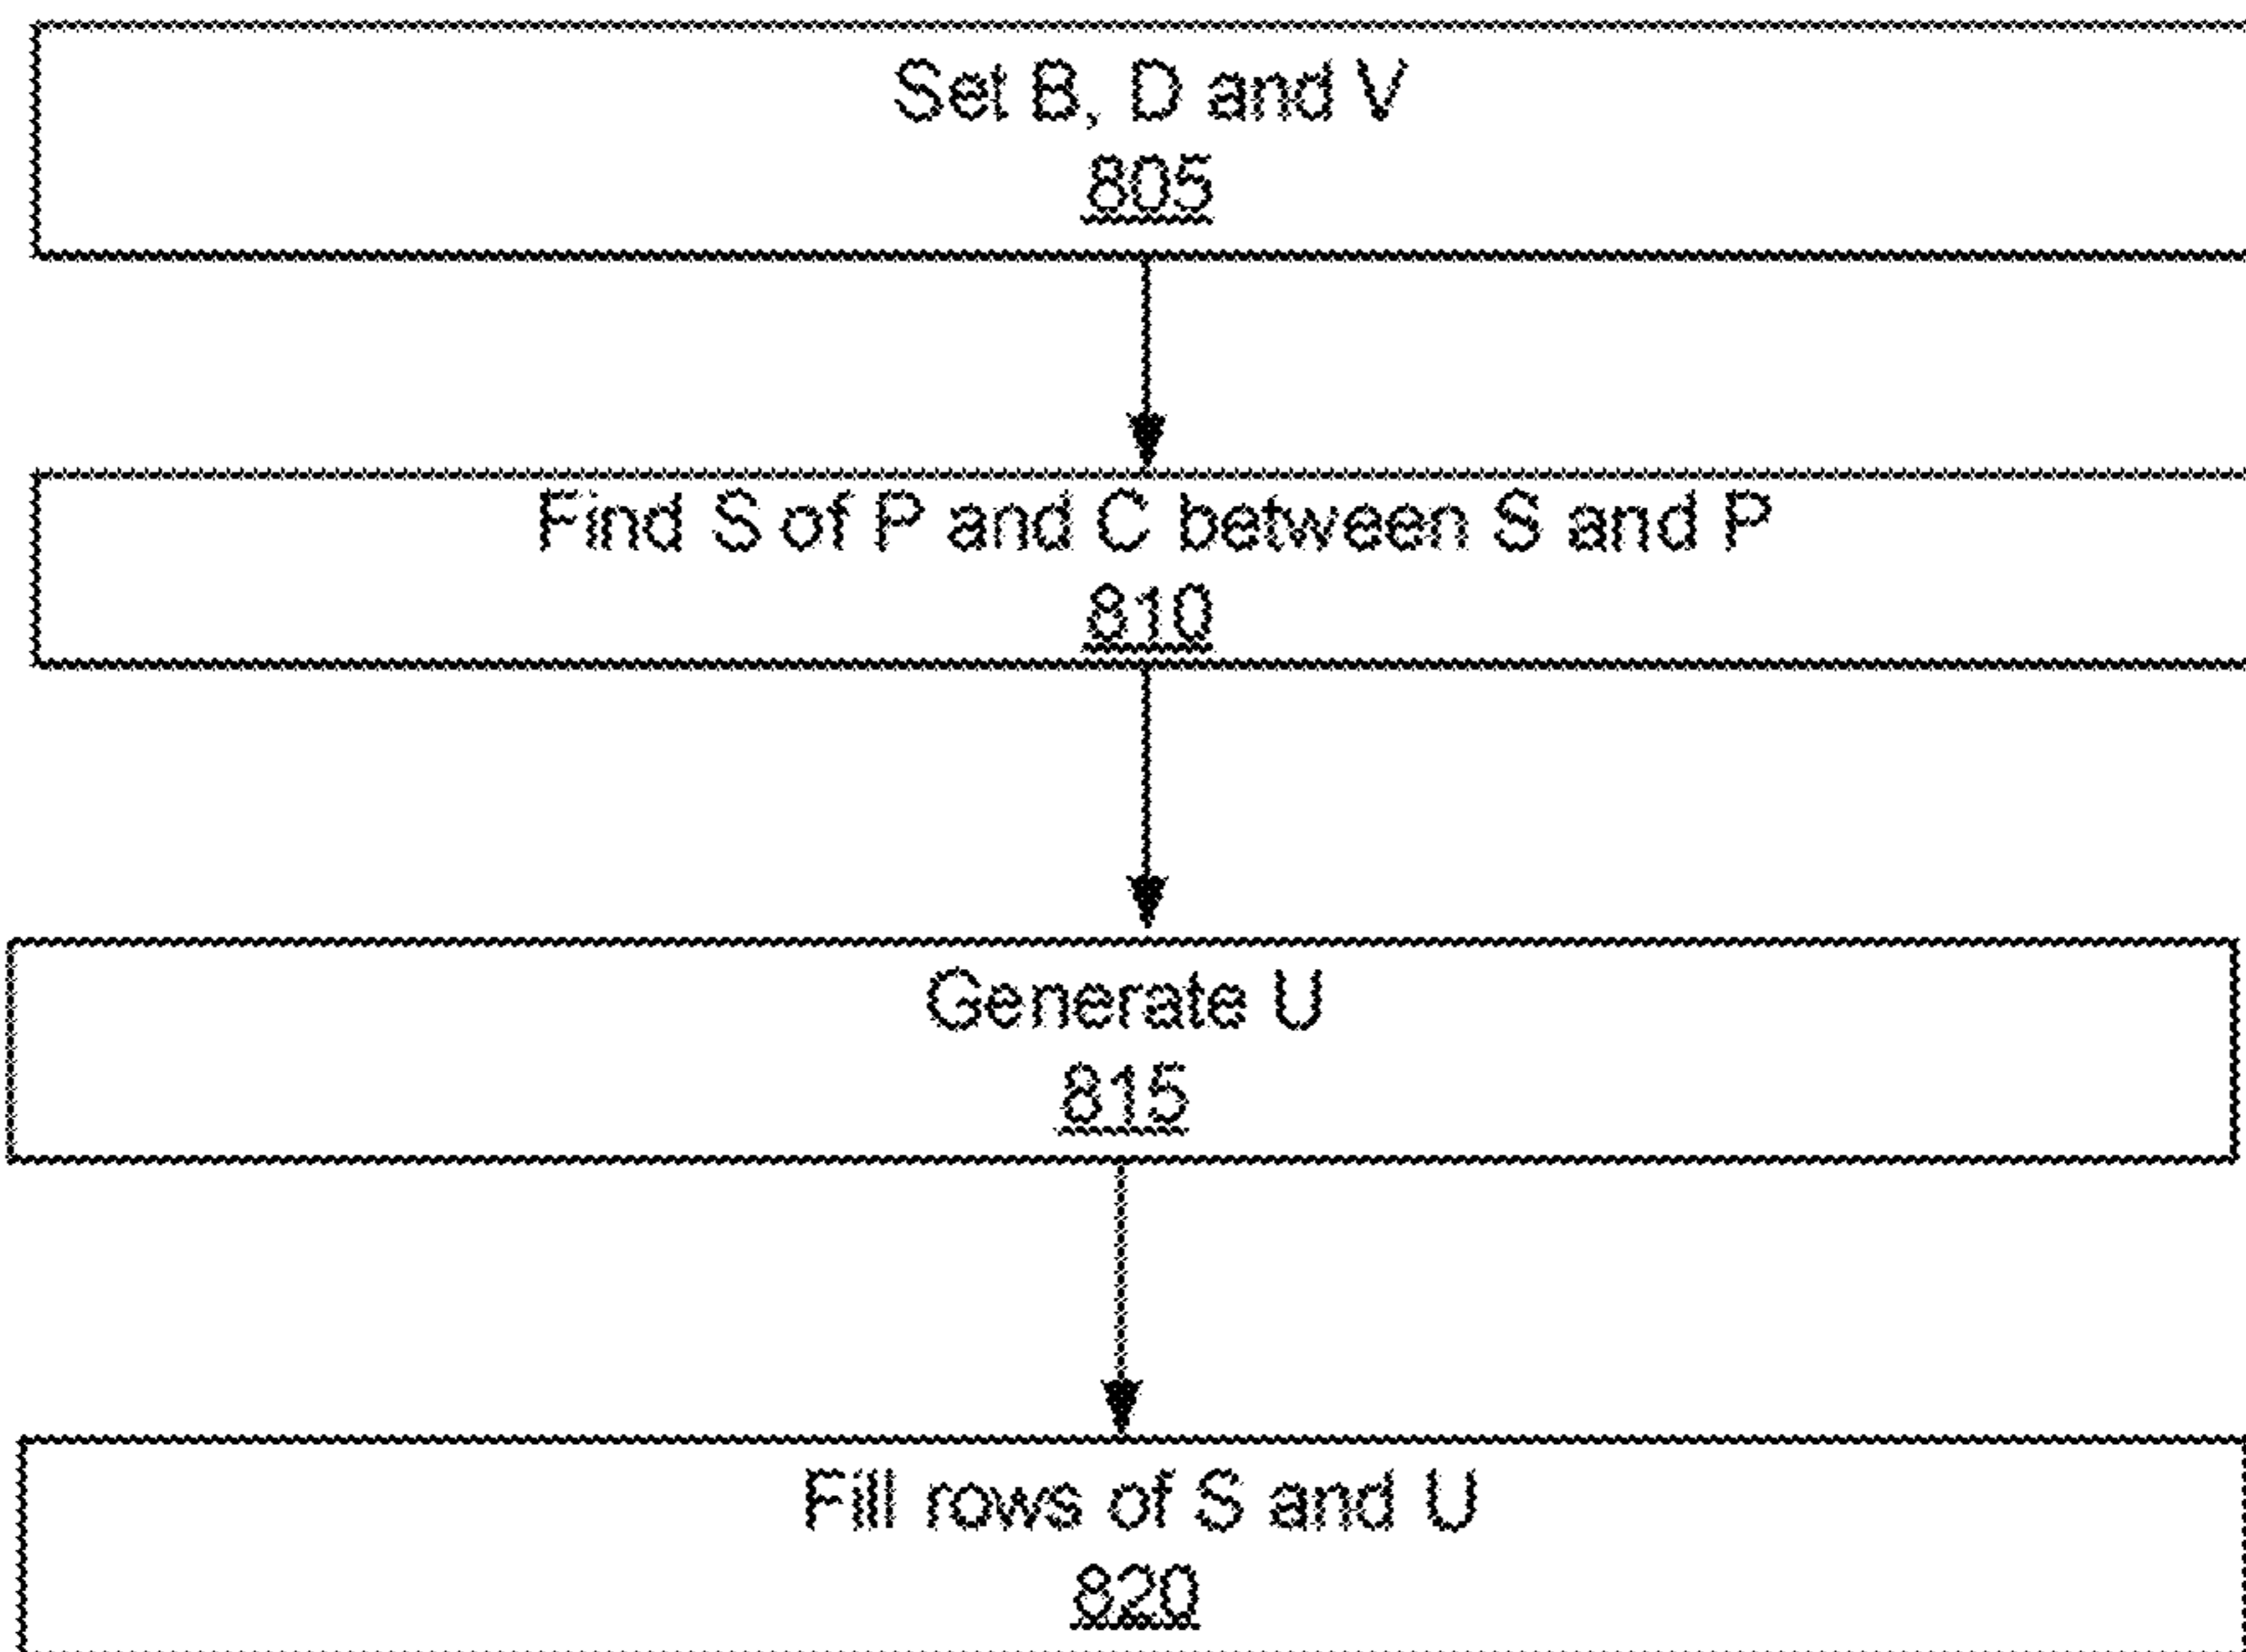 Set B, D and V
805
Find S of P and C between S and P
810
Generate U
815
Fill rows of S and U
820